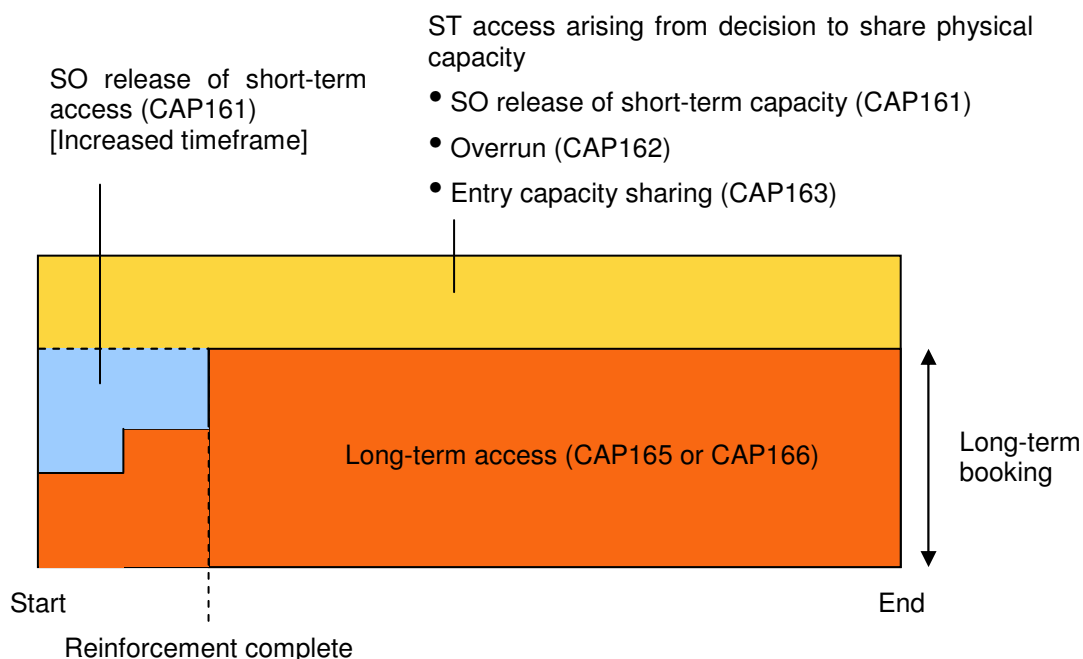 ST access arising from decision to share physical
capacity
• SO release of short-term capacity (CAP161)
• Overrun (CAP162)
• Entry capacity sharing (CAP163)
SO release of short-term
access (CAP161)
[Increased timeframe]
Long-term access (CAP165 or CAP166)
Long-term
booking
Start
End
Reinforcement complete